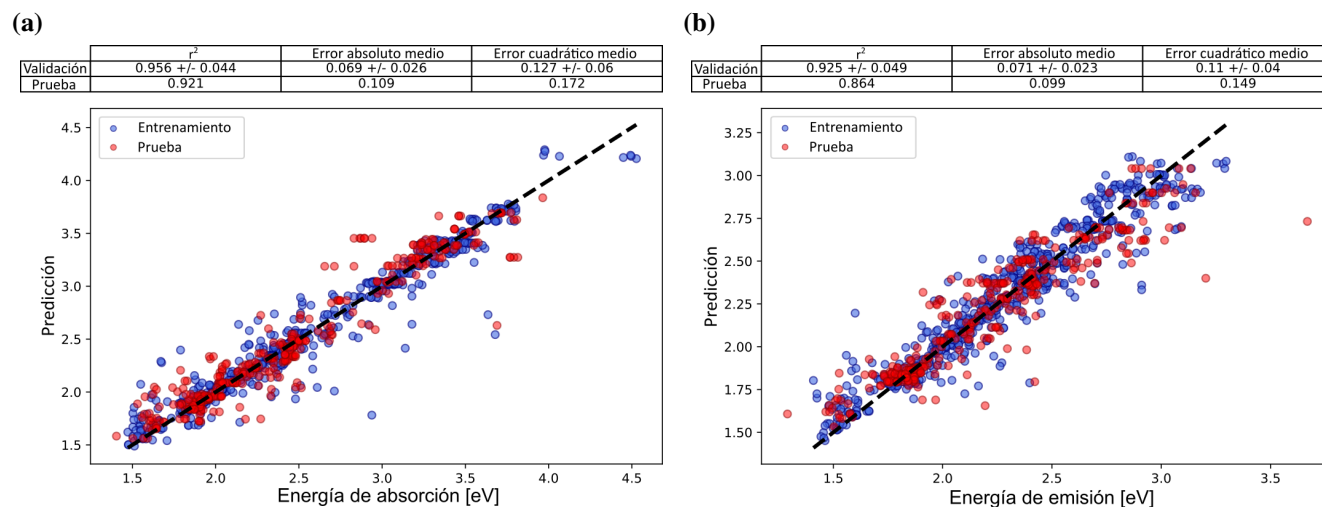 (a)
r² Error absoluto medio Error cuadrático medio
Validación 0.956 +/- 0.044 0.069 +/- 0.026 0.127 +/- 0.06
Prueba 0.921 0.109 0.172
4.5
4.0
3.5
3.0
2.5
2.0
1.5
Predicción
Entrenamiento
Prueba
1.5 2.0 2.5 3.0 3.5 4.0 4.5
Energía de absorción [eV]
(b)
r² Error absoluto medio Error cuadrático medio
Validación 0.925 +/- 0.049 0.071 +/- 0.023 0.11 +/- 0.04
Prueba 0.864 0.099 0.149
3.25
3.00
2.75
2.50
2.25
2.00
1.75
1.50
Predicción
Entrenamiento
Prueba
1.5 2.0 2.5 3.0 3.5
Energía de emisión [eV]